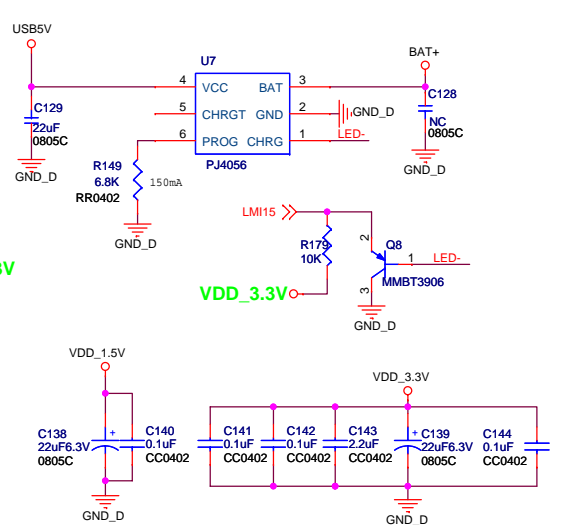 USB5V
BAT+
U7
4 VCC BAT 3
5 CHRGT GND 2
6 PROG CHRG 1
PJ4056
C129
22uF
0805C
GND_D
C128
NC
0805C
GND_D
GND_D
LED-
R149
6.8K
RR0402
150mA
GND_D
LMI15
R179
10K
VDD_3.3V
2
Q8
1
LED-
MMBT3906
3
GND_D
V
VDD_1.5V
C138
22uF6.3V
0805C
+
C140
0.1uF
CC0402
GND_D
VDD_3.3V
C141
0.1uF
CC0402
C142
0.1uF
CC0402
C143
2.2uF
CC0402
+
C139
22uF6.3V
0805C
C144
0.1uF
CC0402
GND_D